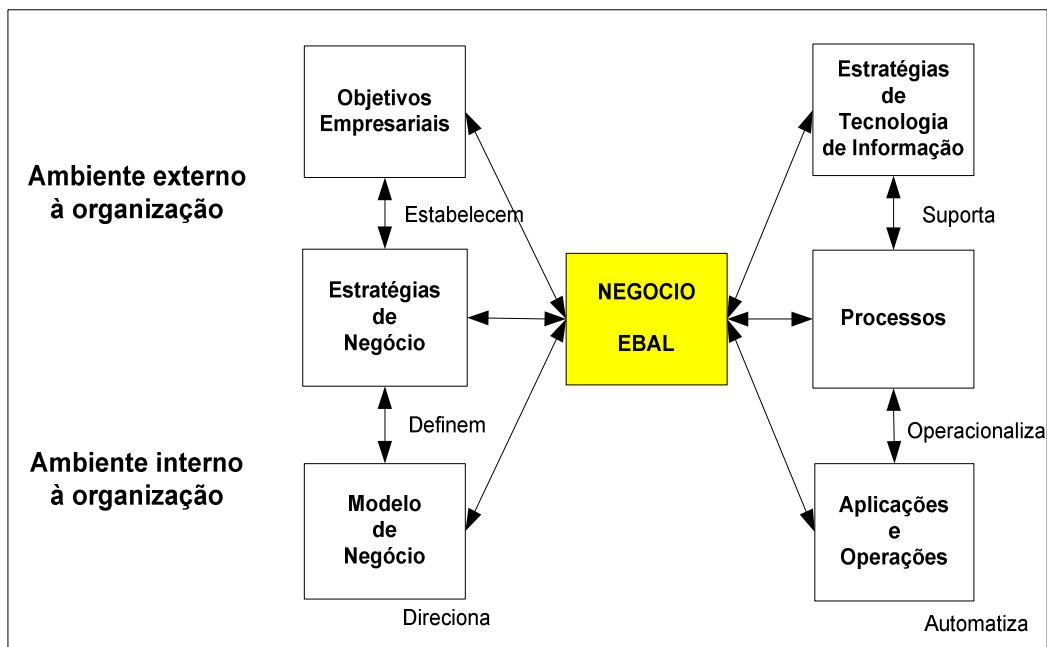 Objetivos
Empresariais
Estratégias
de
Tecnologia
de Informação
Ambiente externo
à organização
Estabelecem
Suporta
Estratégias
de
Negócio
NEGOCIO
EBAL
Processos
Definem
Operacionaliza
Ambiente interno
à organização
Modelo
de
Negócio
Aplicações
e
Operações
Direciona
Automatiza